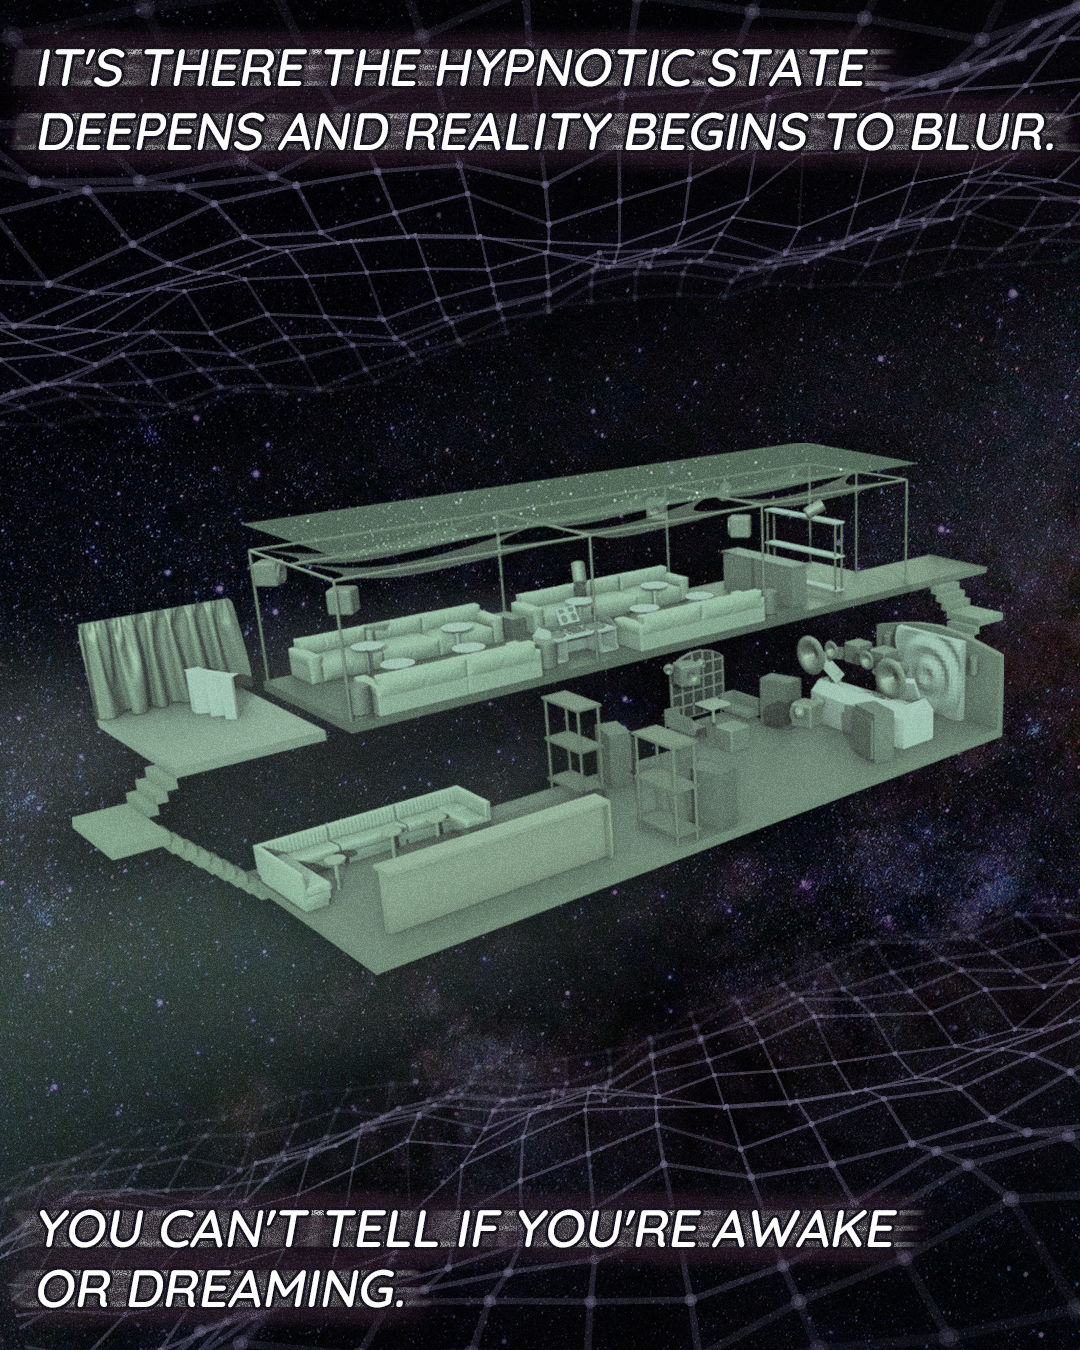 IT'S THERE THE HYPNOTIC STATE
DEEPENS AND REALITY BEGINS TO BLUR.
YOU CAN'T TELL IF YOU'RE AWAKE
OR DREAMING.